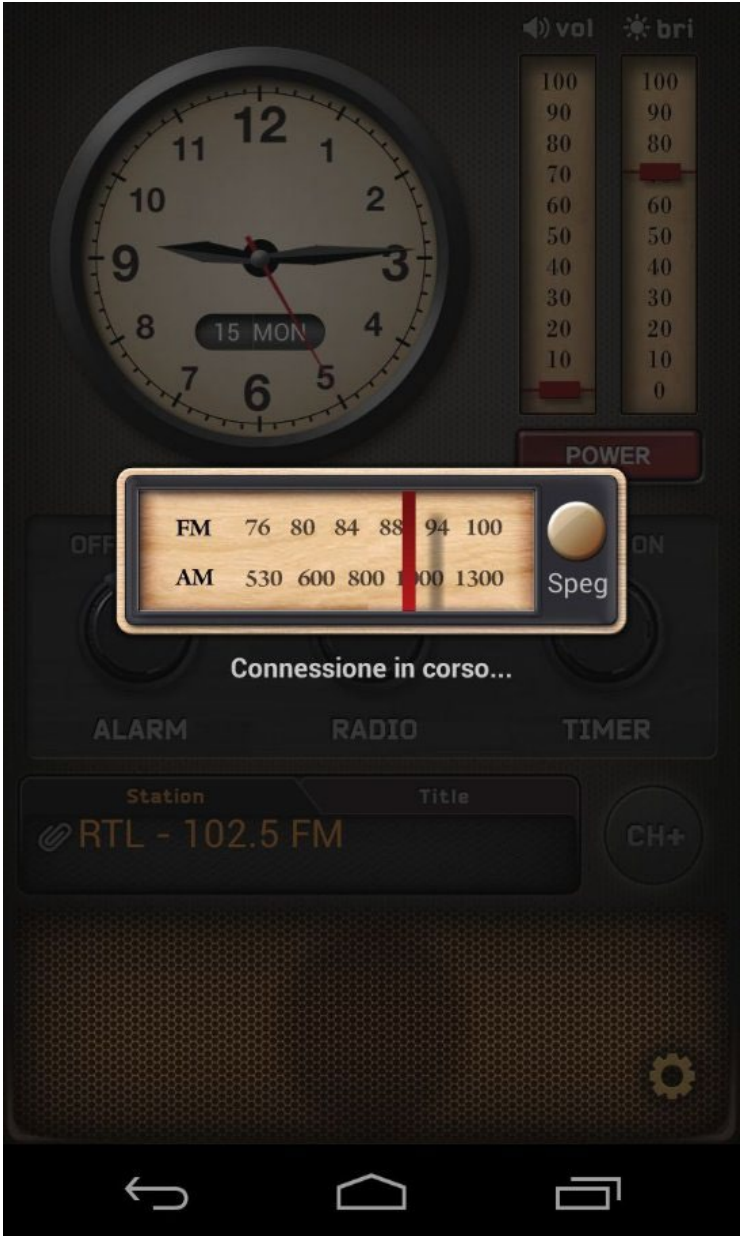 vol bri
12
11 1
10 2
9 3
8 4
7 5
6
15 MON
100 100
90 90
80 80
70
60 60
50 50
40 40
30 30
20 20
10 10
0
POWER
OFF ON
FM 76 80 84 88 94 100
AM 530 600 800 1000 1300
Speg
Connessione in corso...
ALARM RADIO TIMER
Station Title
RTL - 102.5 FM
CH+